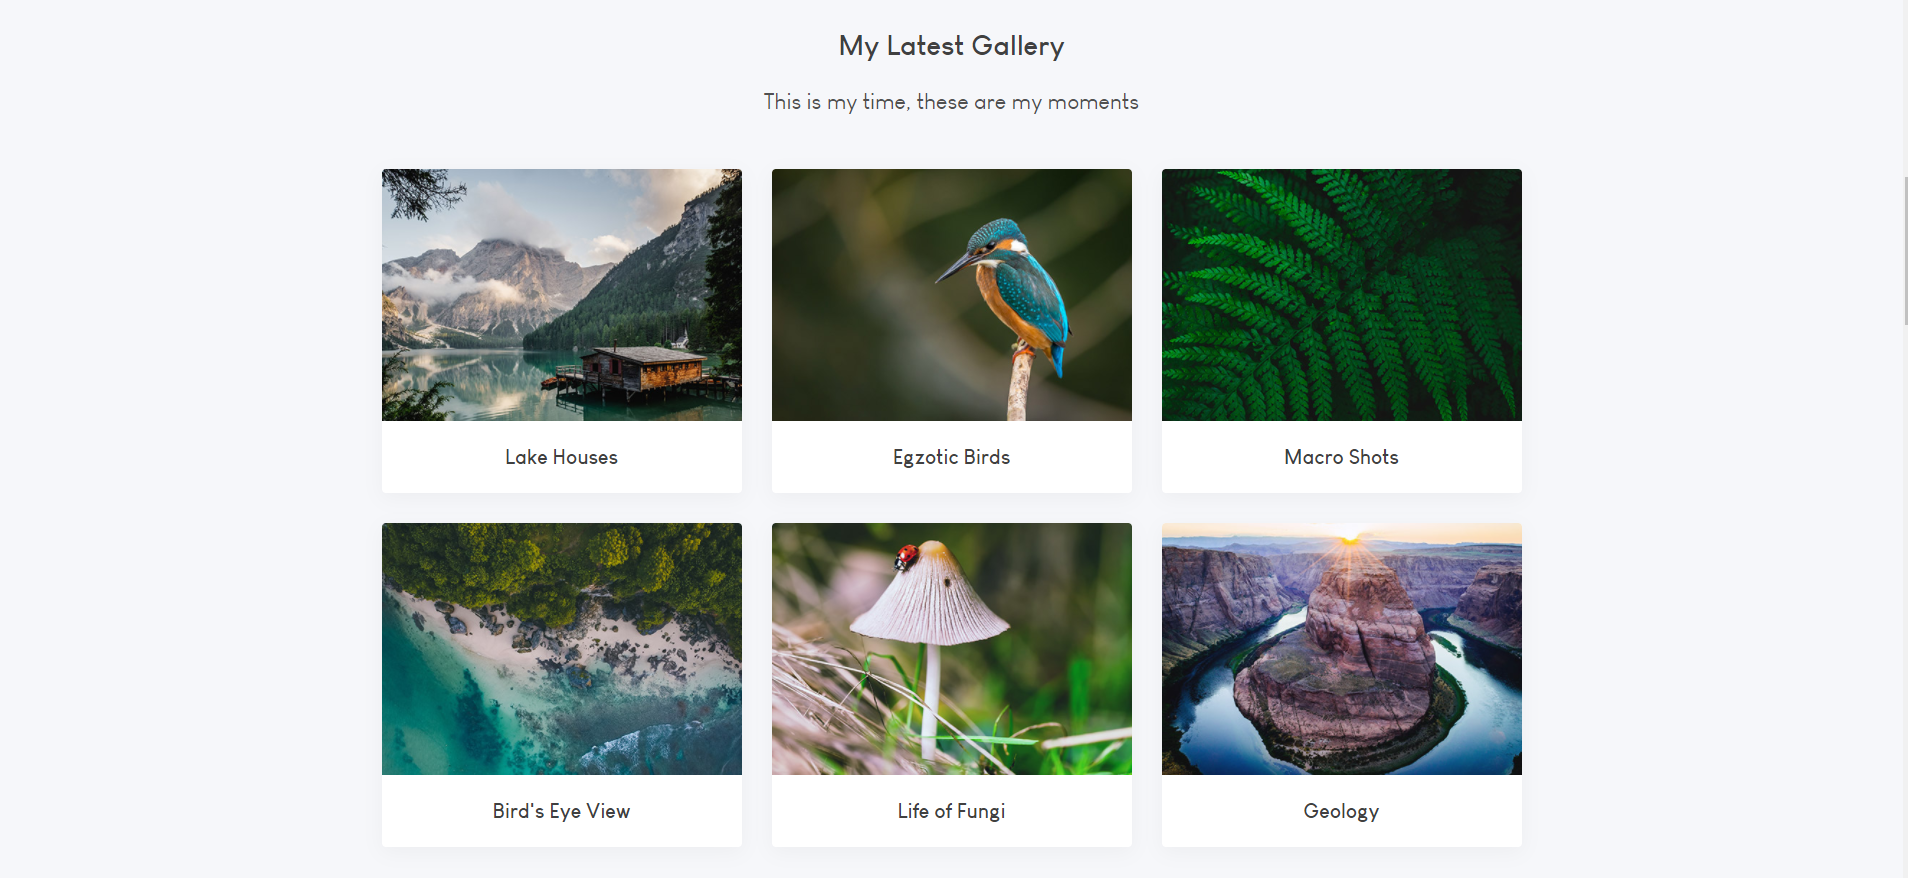 My Latest Gallery
This is my time, these are my moments
Lake Houses
Egzotic Birds
Macro Shots
Bird's Eye View
Life of Fungi
Geology